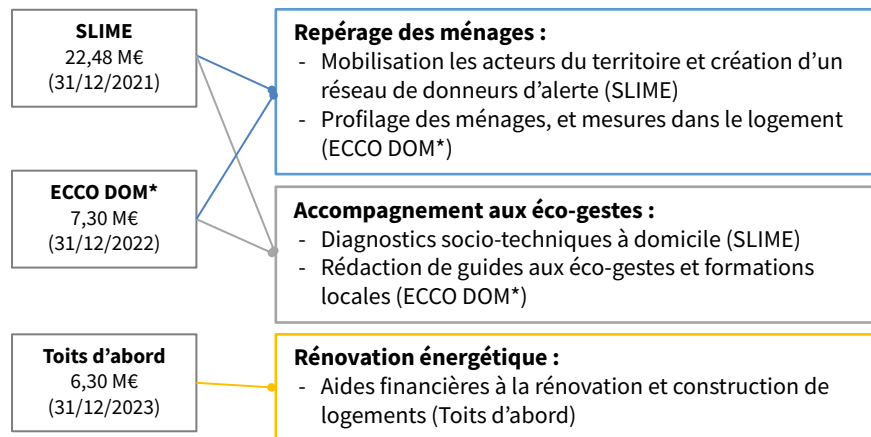 SLIME
22,48 M€
(31/12/2021)
Repérage des ménages :
- Mobilisation les acteurs du territoire et création d’un
réseau de donneurs d’alerte (SLIME)
- Profilage des ménages, et mesures dans le logement
(ECCO DOM*)
ECCO DOM*
7,30 M€
(31/12/2022)
Accompagnement aux éco-gestes :
- Diagnostics socio-techniques à domicile (SLIME)
- Rédaction de guides aux éco-gestes et formations
locales (ECCO DOM*)
Toits d’abord
6,30 M€
(31/12/2023)
Rénovation énergétique :
- Aides financières à la rénovation et construction de
logements (Toits d’abord)